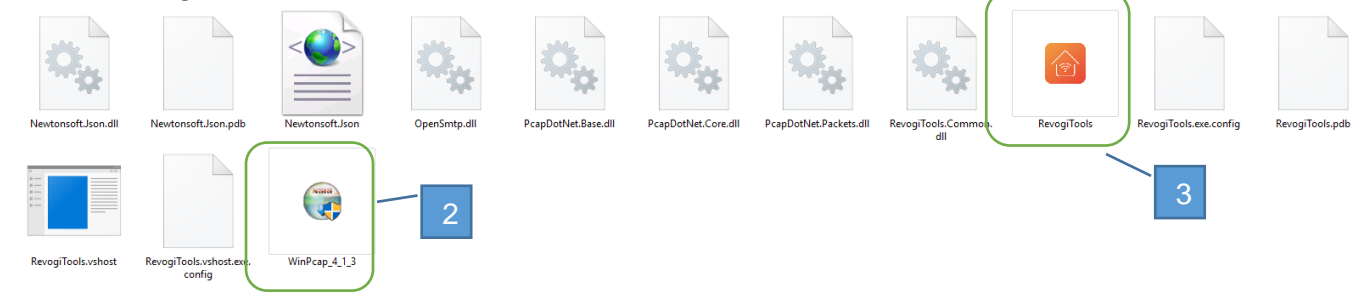 Newtonsoft.Json.dll
Newtonsoft.Json.pdb
Newtonsoft.Json
OpenSmtp.dll
PcapDotNet.Base.dll
PcapDotNet.Core.dll
PcapDotNet.Packets.dll
RevogiTools.Common.
dll
RevogiTools
RevogiTools.exe.config
RevogiTools.pdb
3
2
RevogiTools.vshost
RevogiTools.vshost.exe.
config
WinPcap_4_1_3